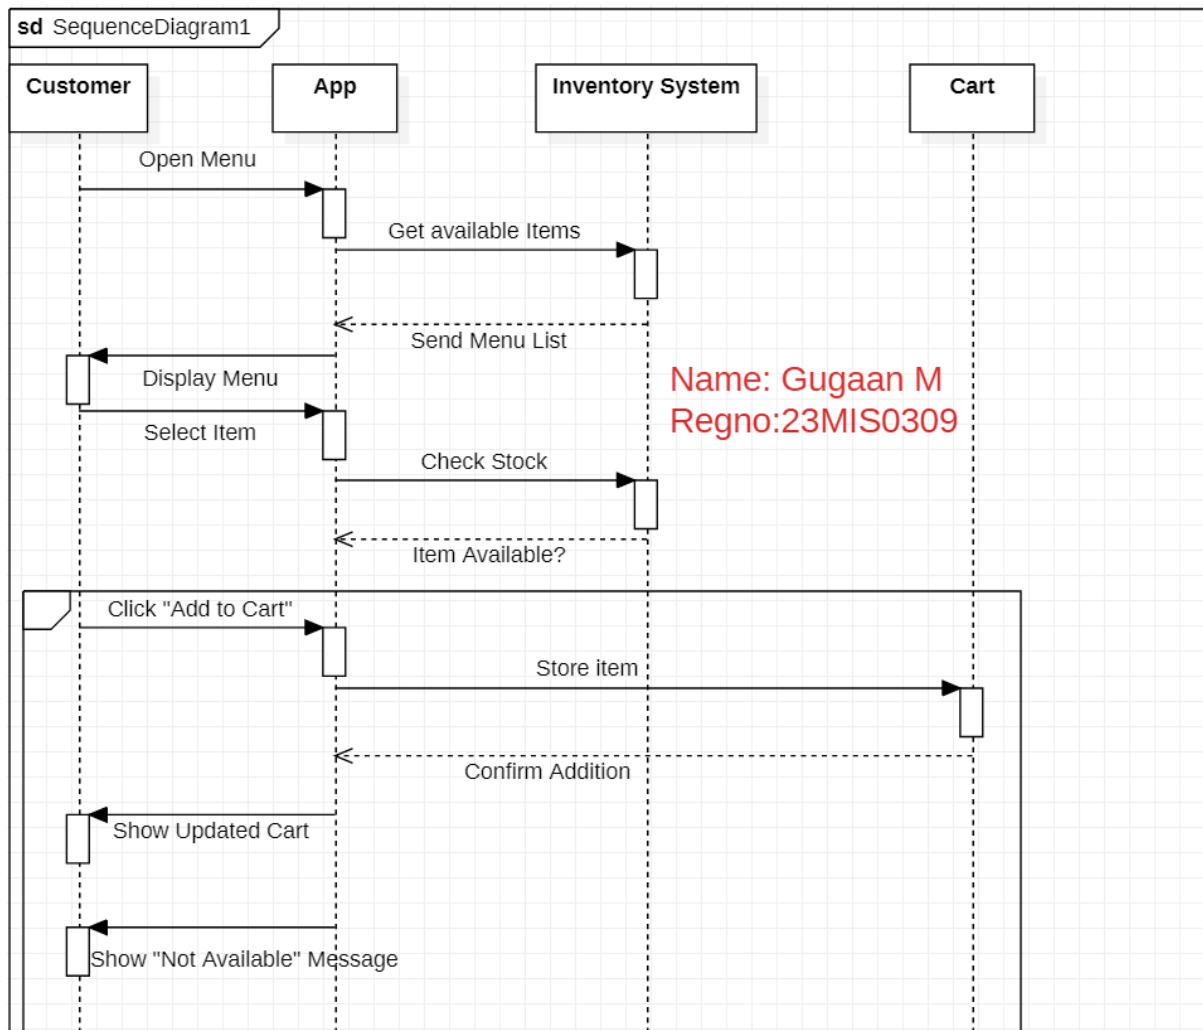 sd SequenceDiagram1
Customer
App
Inventory System
Cart
Open Menu
Get available Items
Send Menu List
Display Menu
Name: Gugaan M
Regno:23MIS0309
Select Item
Check Stock
Item Available?
Click "Add to Cart"
Store item
Confirm Addition
Show Updated Cart
Show "Not Available" Message